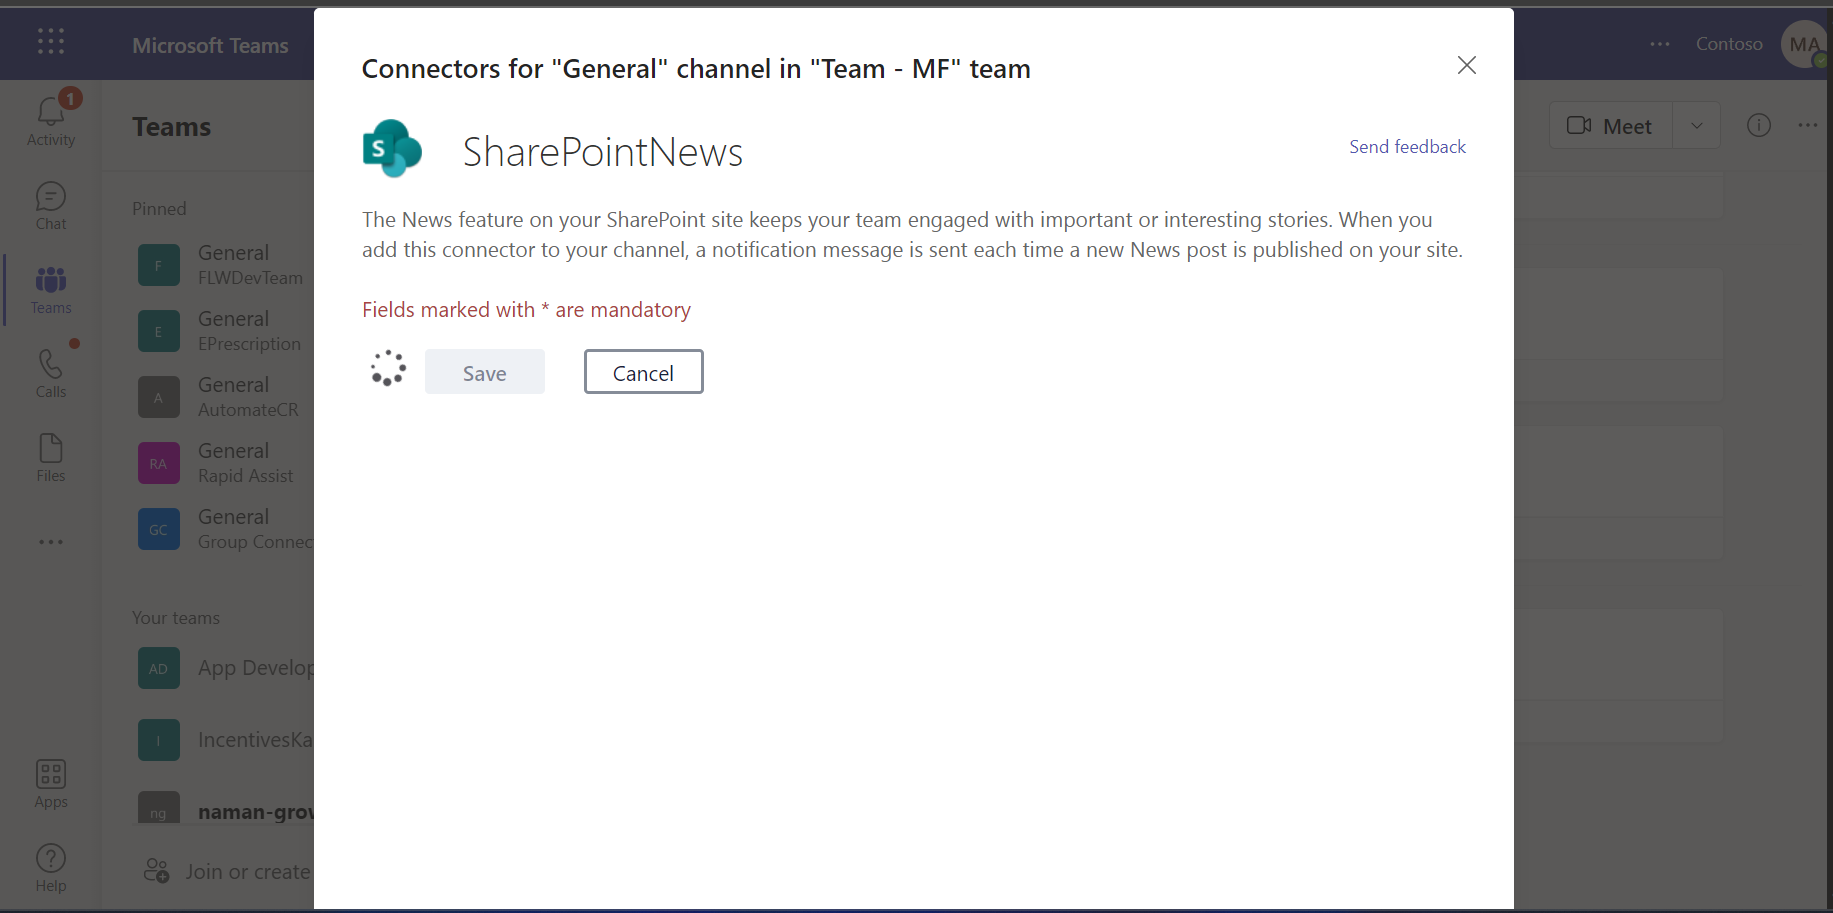 Microsoft Teams
Contoso
MA
Connectors for "General" channel in "Team - MF" team
S
SharePointNews
Send feedback
The News feature on your SharePoint site keeps your team engaged with important or interesting stories. When you
add this connector to your channel, a notification message is sent each time a new News post is published on your site.
Fields marked with * are mandatory
Save
Cancel
1
Activity
Chat
Teams
Calls
Files
Apps
Help
Teams
Pinned
F
General
FLWDevTeam
E
General
EPrescription
A
General
AutomateCR
RA
General
Rapid Assist
GC
General
Group Connec
Your teams
AD
App Develop
I
IncentivesKa
ng
naman-grov
Join or create
Meet